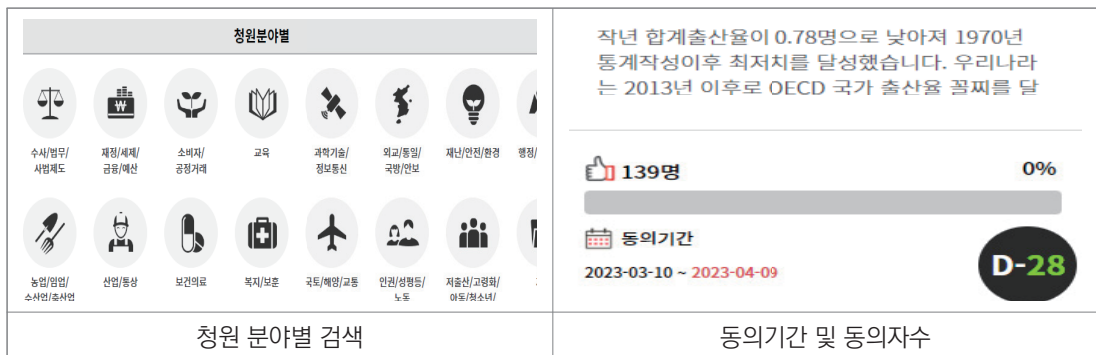 청원분야별
수사/법무/
사법제도
재정/세제/
금융/예산
소비자/
공정거래
교육
과학기술/
정보통신
외교/통일/
국방/안보
재난/안전/환경
행정/
농업/임업/
수산업/축산업
산업/통상
보건의료
복지/보훈
국토/해양/교통
인권/성평등/
노동
저출산/고령화/
아동/청소년/
청원 분야별 검색
작년 합계출산율이 0.78명으로 낮아져 1970년
통계작성이후 최저치를 달성했습니다. 우리나라
는 2013년 이후로 OECD 국가 출산율 꼴찌를 달
139명 0%
동의기간
2023-03-10 ~ 2023-04-09
D-28
동의기간 및 동의자수